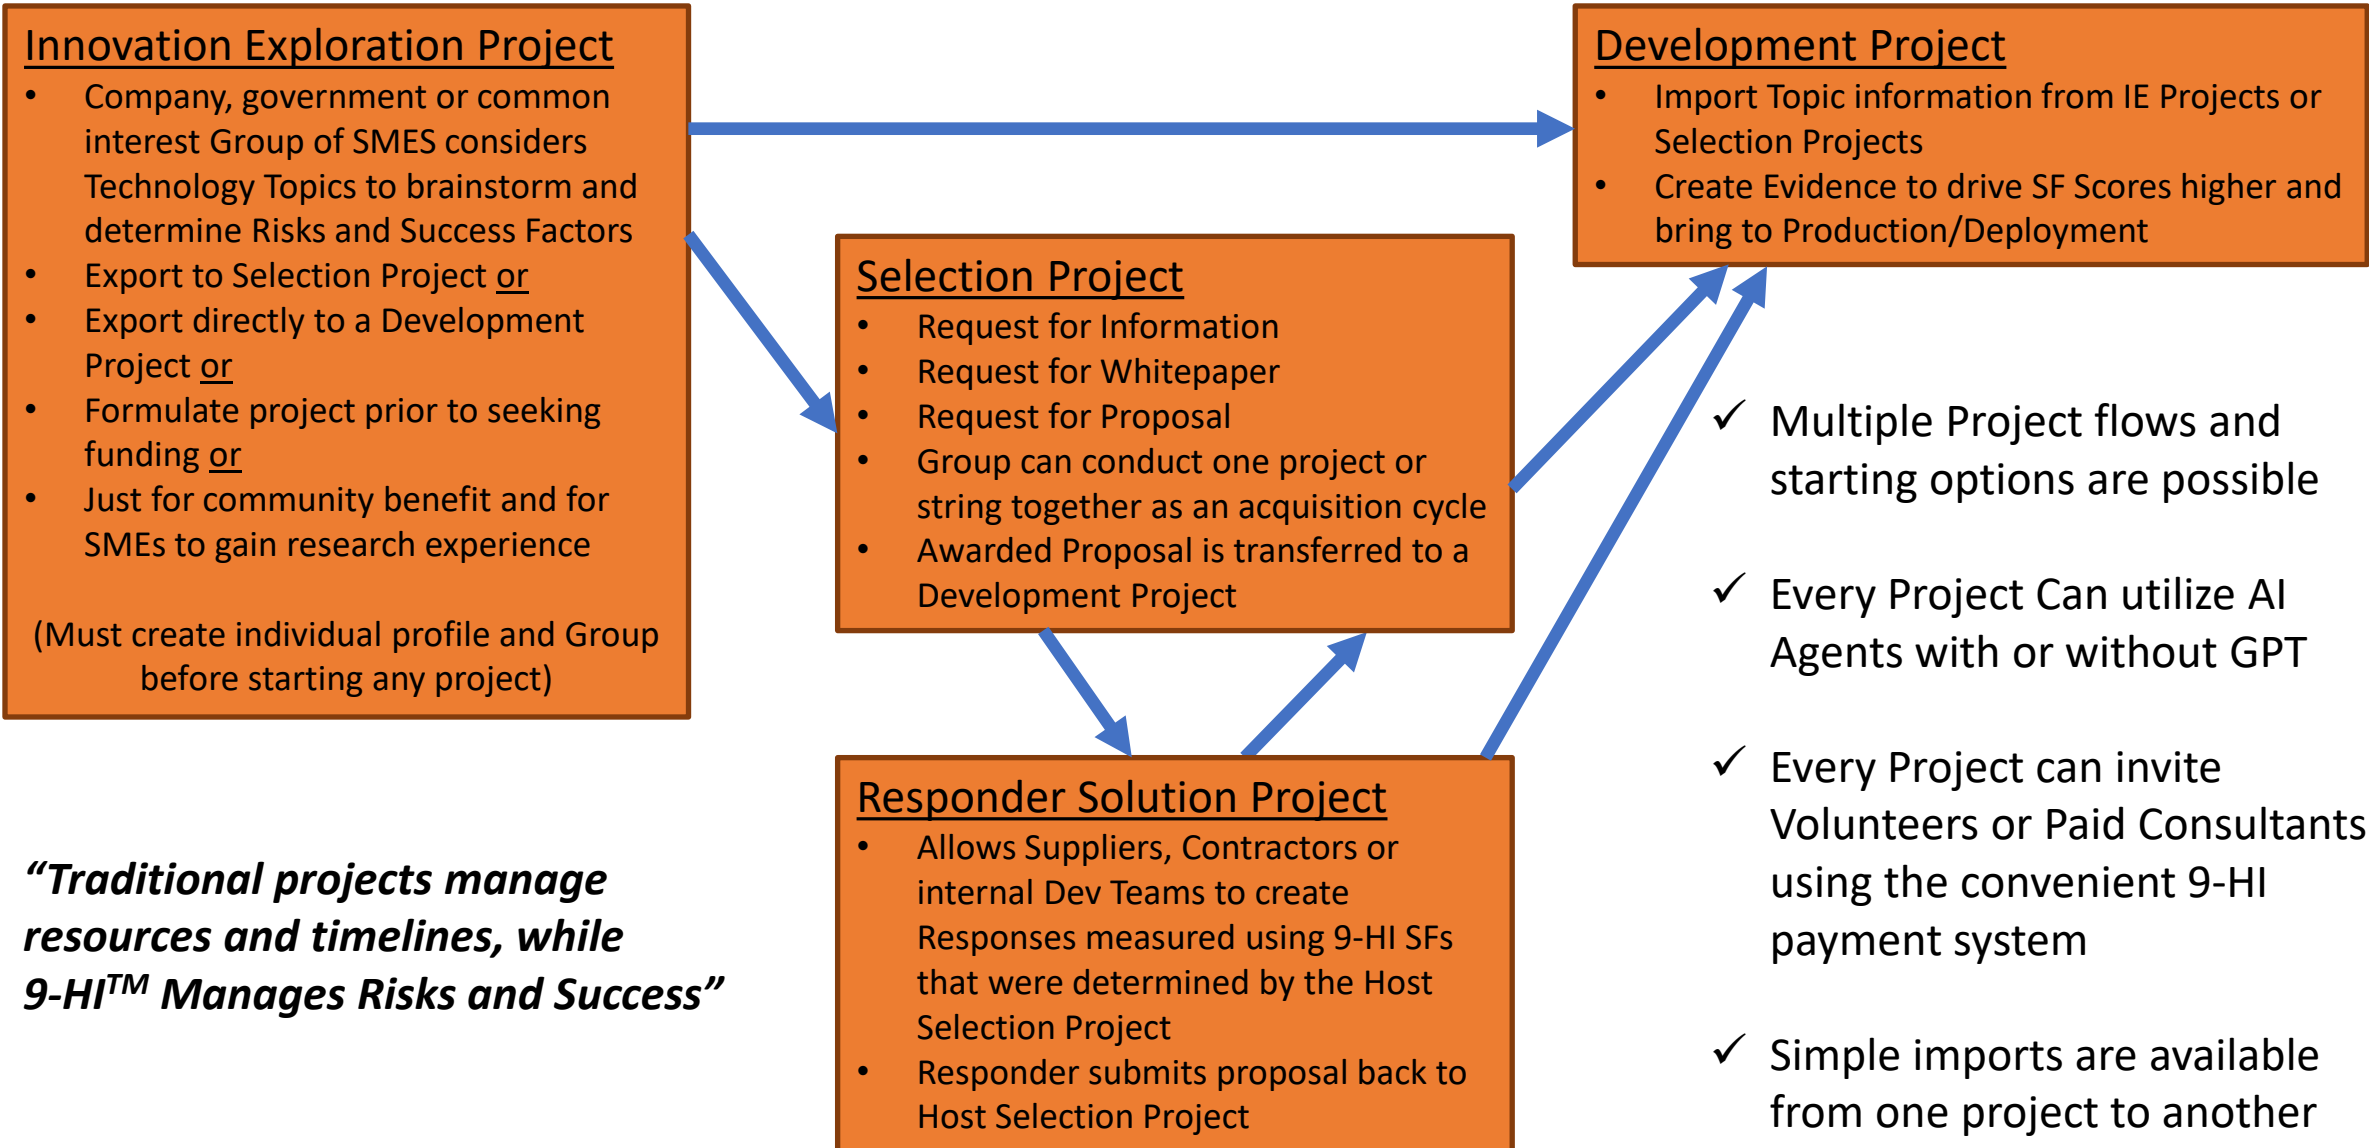 Innovation Exploration Project
• Company, government or common
interest Group of SMES considers
Technology Topics to brainstorm and
determine Risks and Success Factors
• Export to Selection Project or
• Export directly to a Development
Project or
• Formulate project prior to seeking
funding or
• Just for community benefit and for
SMEs to gain research experience
(Must create individual profile and Group
before starting any project)
Development Project
• Import Topic information from IE Projects or
Selection Projects
• Create Evidence to drive SF Scores higher and
bring to Production/Deployment
Selection Project
• Request for Information
• Request for Whitepaper
• Request for Proposal
• Group can conduct one project or
string together as an acquisition cycle
• Awarded Proposal is transferred to a
Development Project
Responder Solution Project
• Allows Suppliers, Contractors or
internal Dev Teams to create
Responses measured using 9-HI SFs
that were determined by the Host
Selection Project
• Responder submits proposal back to
Host Selection Project
“Traditional projects manage
resources and timelines, while
9-HITM Manages Risks and Success”
✓ Multiple Project flows and
starting options are possible
✓ Every Project Can utilize AI
Agents with or without GPT
✓ Every Project can invite
Volunteers or Paid Consultants
using the convenient 9-HI
payment system
✓ Simple imports are available
from one project to another